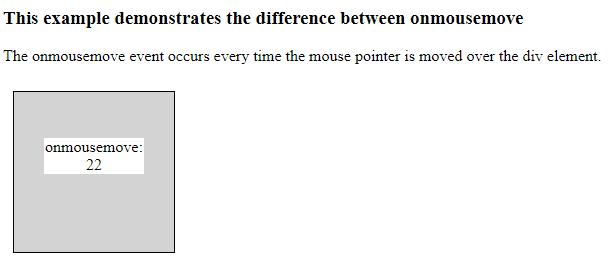 This example demonstrates the difference between onmousemove
The onmousemove event occurs every time the mouse pointer is moved over the div element.
onmousemove:
22